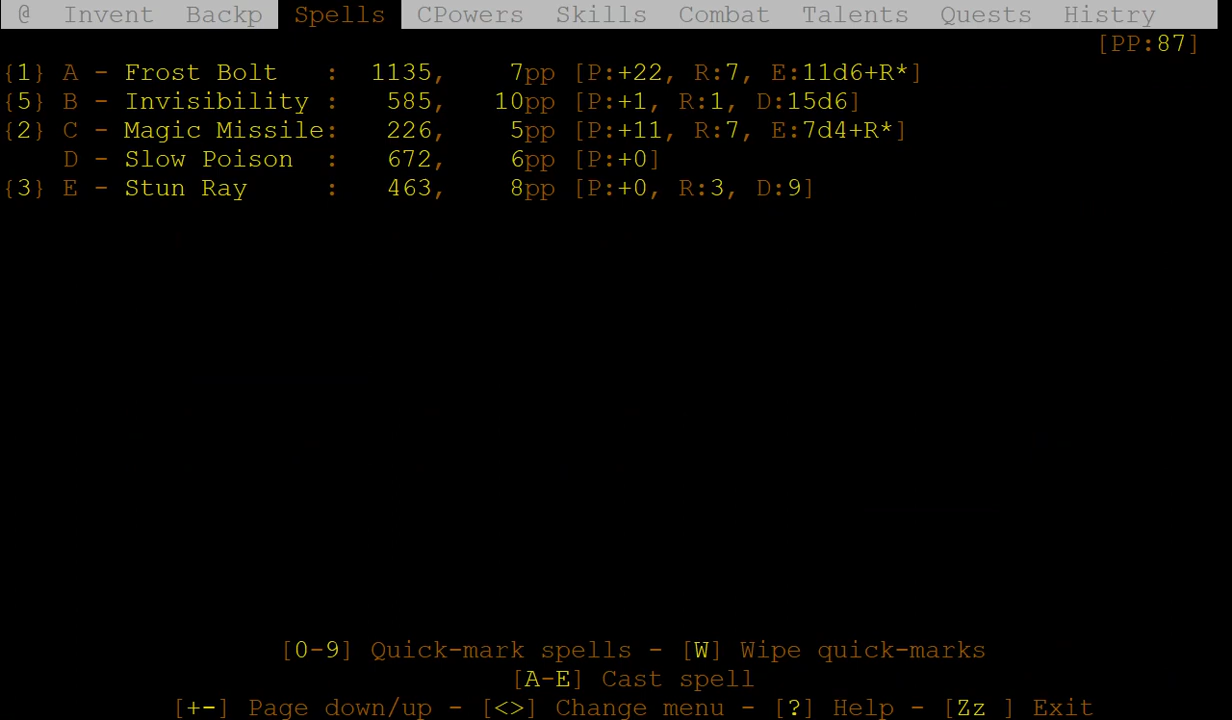 @ Invent Backp Spells CPowers Skills Combat Talents Quests Histry
[PP:87]
{1} A - Frost Bolt : 1135, 7pp [P:+22, R:7, E:11d6+R*]
{5} B - Invisibility : 585, 10pp [P:+1, R:1, D:15d6]
{2} C - Magic Missile: 226, 5pp [P:+11, R:7, E:7d4+R*]
D - Slow Poison : 672, 6pp [P:+0]
{3} E - Stun Ray : 463, 8pp [P:+0, R:3, D:9]
[0-9] Quick-mark spells - [W] Wipe quick-marks
[A-E] Cast spell
[+-] Page down/up - [<>] Change menu - [?] Help - [Zz ] Exit